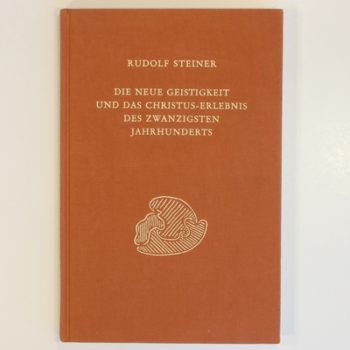 RUDOLF STEINER
DIE NEUE GEISTIGKEIT
UND DAS CHRISTUS-ERLEBNIS
DES ZWANZIGSTEN
JAHRHUNDERTS